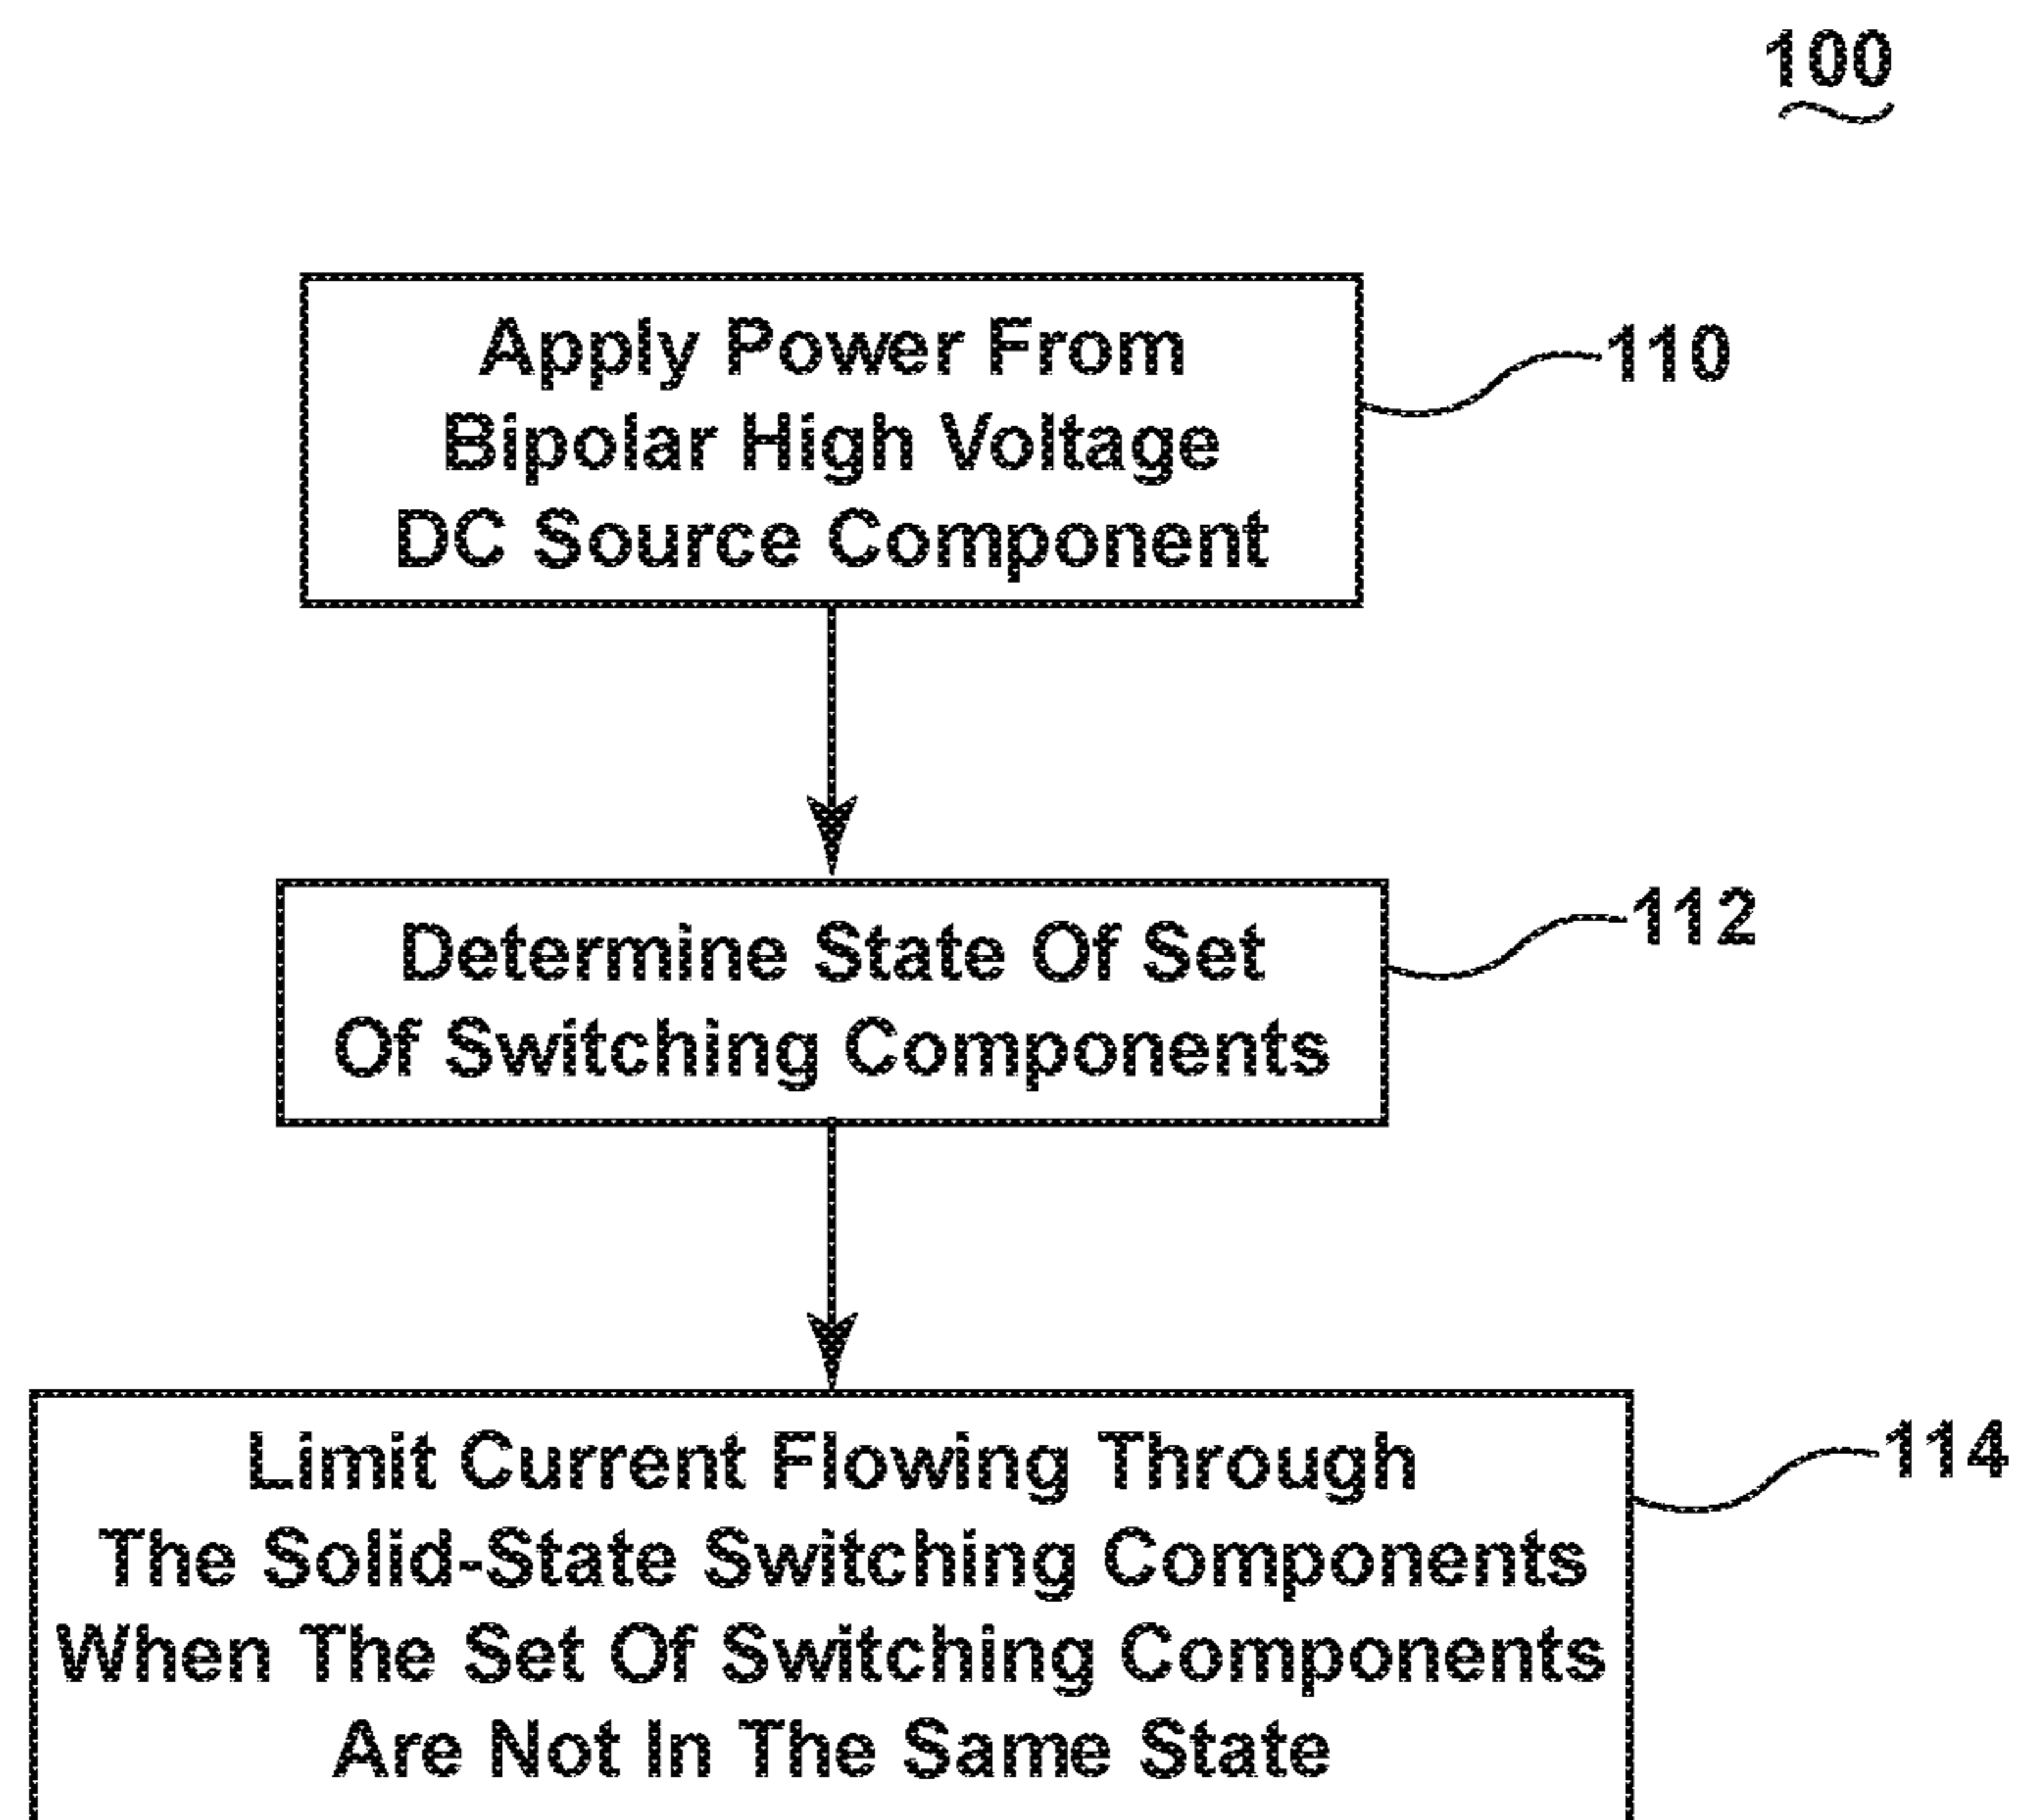 100
Apply Power From
Bipolar High Voltage
DC Source Component
110
Determine State Of Set
Of Switching Components
112
Limit Current Flowing Through
The Solid-State Switching Components
When The Set Of Switching Components
Are Not In The Same State
114